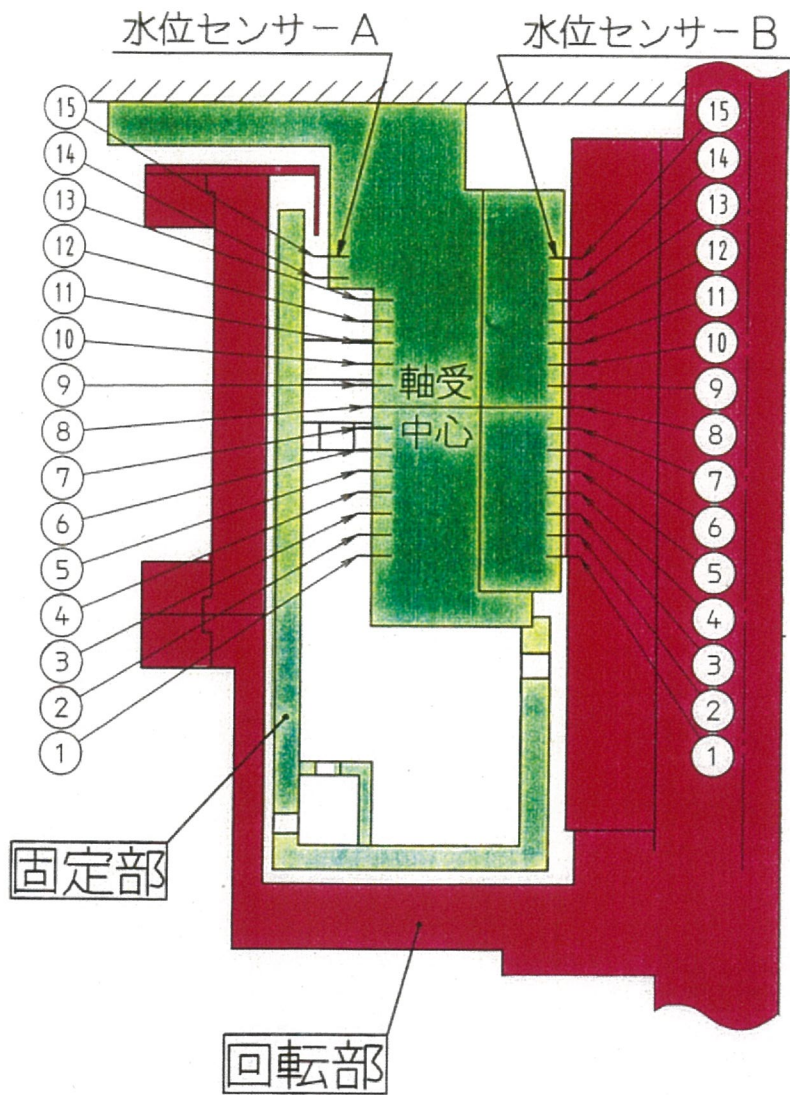 水位センサーA 水位センサーB
⑮ ⑮
⑭ ⑭
⑬ ⑬
⑫ ⑫
⑪ ⑪
⑩ ⑩
⑨ 軸受 ⑨
⑧ 中心 ⑧
⑦ ⑦
⑥ ⑥
⑤ ⑤
④ ④
③ ③
② ②
① ①
固定部
回転部